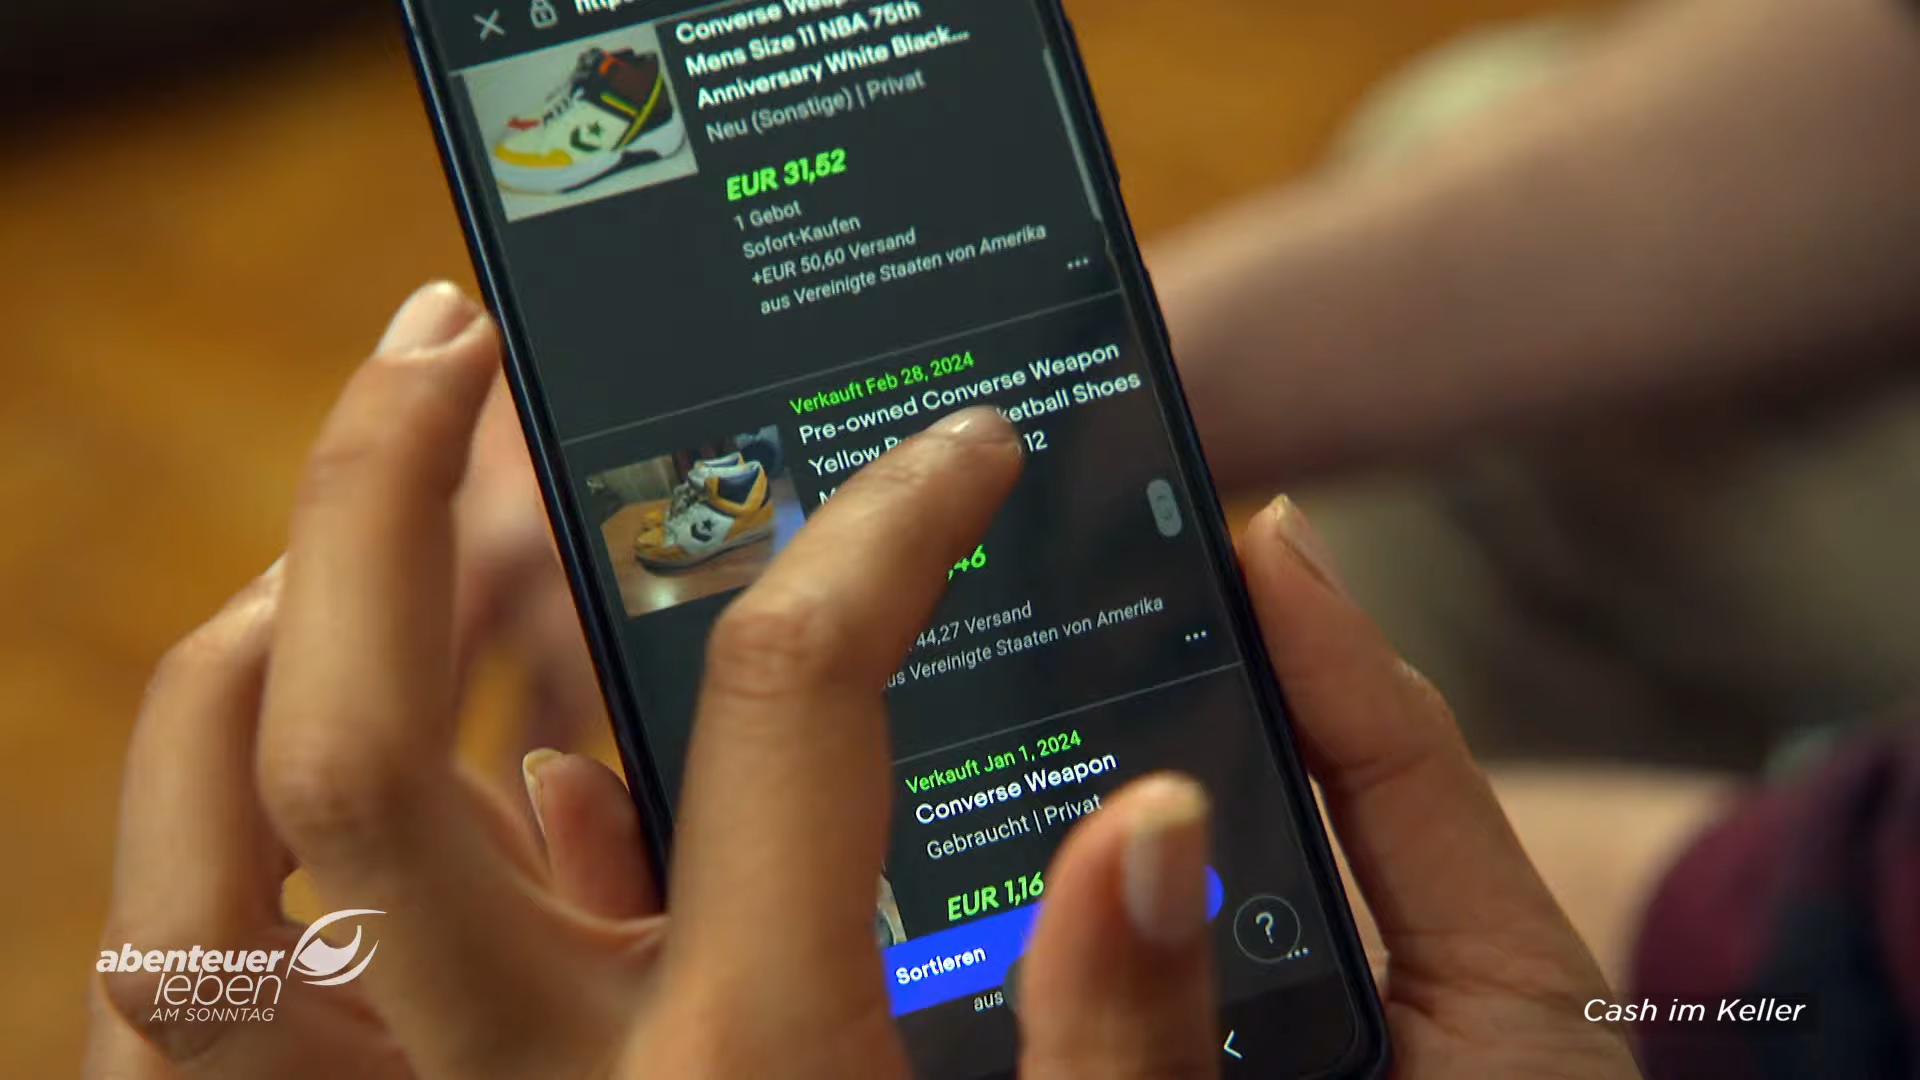 Converse
Mens Size 11 NBA 75th
Anniversary White Black...
Neu (Sonstige) | Privat
EUR 31,52
1 Gebot
Sofort-Kaufen
+EUR 50,60 Versand
aus Vereinigte Staaten von Amerika
Verkauft Feb 28, 2024
Pre-owned Converse Weapon
Yellow Shoes
12
,46
44,27 Versand
Vereinigte Staaten von Amerika
Verkauft Jan 1, 2024
Converse Weapon
Gebraucht | Privat
EUR 1,16
Sortieren
?
aus
abenteuer
leben
AM SONNTAG
Cash im Keller